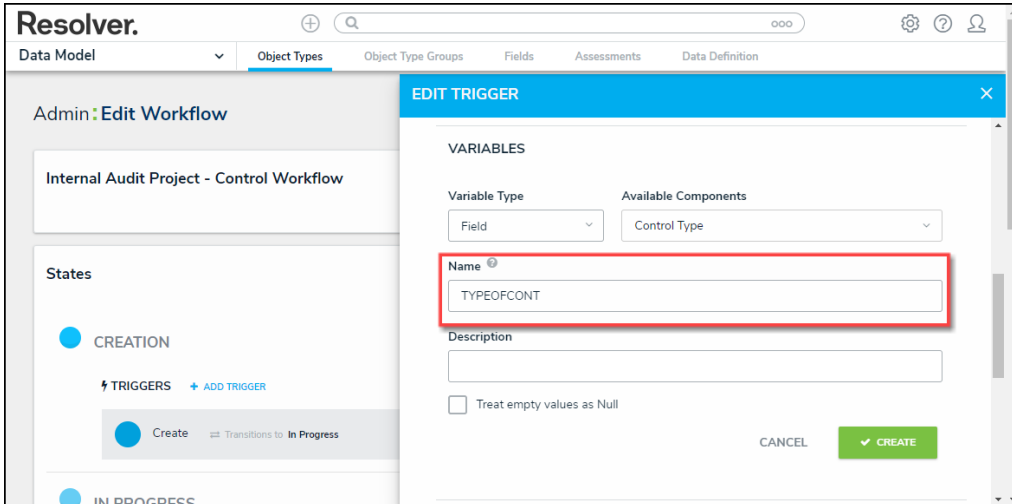 Resolver.
Data Model
Object Types
Object Type Groups
Fields
Assessments
Data Definition
Admin:Edit Workflow
Internal Audit Project - Control Workflow
States
CREATION
TRIGGERS + ADD TRIGGER
Create Transitions to In Progress
IN PROGRESS
EDIT TRIGGER
VARIABLES
Variable Type Available Components
Field Control Type
Name
TYPEOFCONT
Description
Treat empty values as Null
CANCEL CREATE